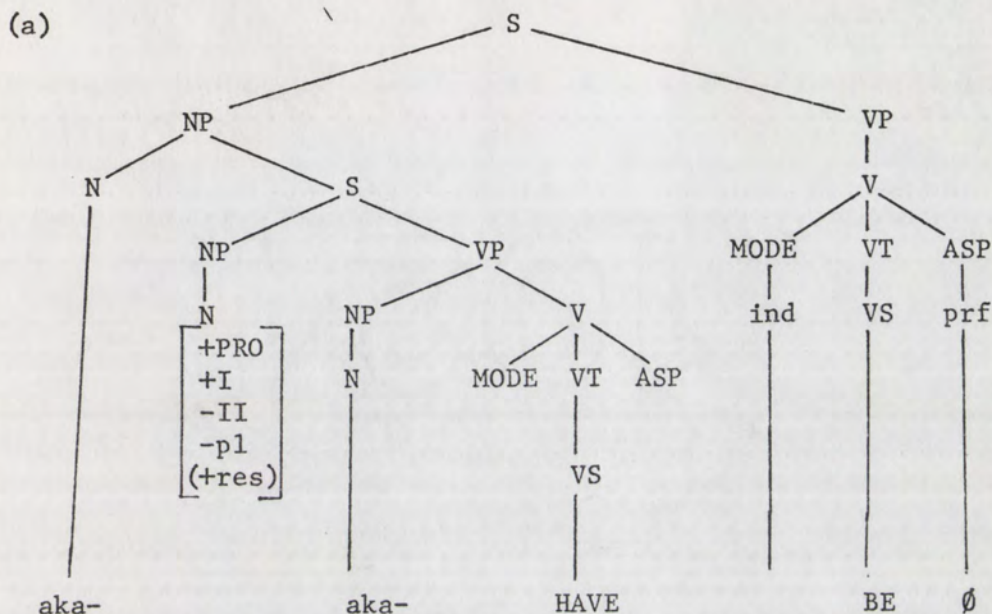 (a) S
NP VP
N S V
NP VP MODE VT ASP
N NP V ind VS prf
+PRO
+I N MODE VT ASP
-II
-pl
(+res) VS
aka- aka- HAVE BE Ø